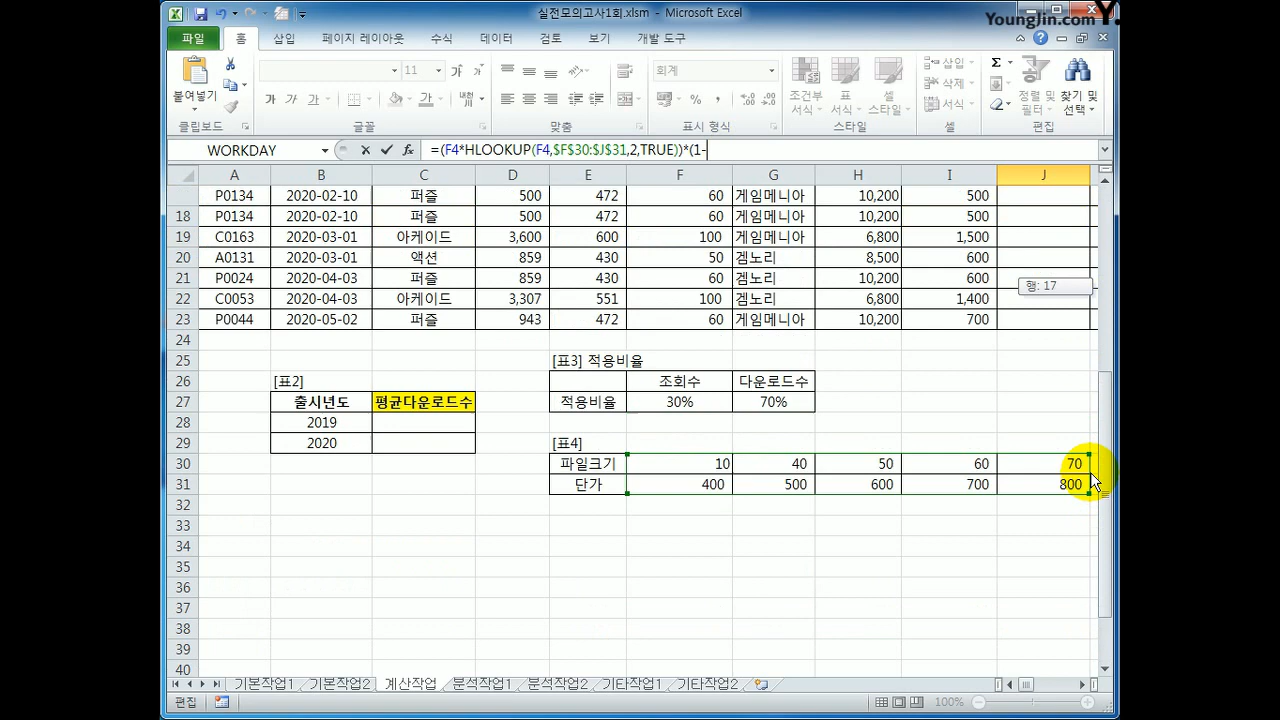 실전모의고사1회.xlsm - Microsoft Excel
YoungJin.com Y.
파일 홈 삽입 페이지 레이아웃 수식 데이터 검토 보기 개발 도구
붙여넣기
클립보드
11
가 가 가 가 내천
글꼴
맞춤
회계
표시 형식
조건부 서식 표 서식 셀 스타일
스타일
삽입 삭제 서식
셀
정렬 및 필터 찾기 및 선택
편집
WORKDAY =(F4*HLOOKUP(F4,$F$30:$J$31,2,TRUE))*(1-
A B C D E F G H I J
P0134 2020-02-10 퍼즐 500 472 60 게임메니아 10,200 500
18 P0134 2020-02-10 퍼즐 500 472 60 게임메니아 10,200 500
19 C0163 2020-03-01 아케이드 3,600 600 100 게임메니아 6,800 1,500
20 A0131 2020-03-01 액션 859 430 50 겜노리 8,500 600
21 P0024 2020-04-03 퍼즐 859 430 60 겜노리 10,200 600
행: 17
22 C0053 2020-04-03 아케이드 3,307 551 100 겜노리 6,800 1,400
23 P0044 2020-05-02 퍼즐 943 472 60 게임메니아 10,200 700
24
25 [표3] 적용비율
26 [표2] 조회수 다운로드수
27 출시년도 평균다운로드수 적용비율 30% 70%
28 2019
29 2020 [표4]
30 파일크기 10 40 50 60 70
31 단가 400 500 600 700 800
32
33
34
35
36
37
38
39
40
기본작업1 기본작업2 계산작업 분석작업1 분석작업2 기타작업1 기타작업2
편집 100%